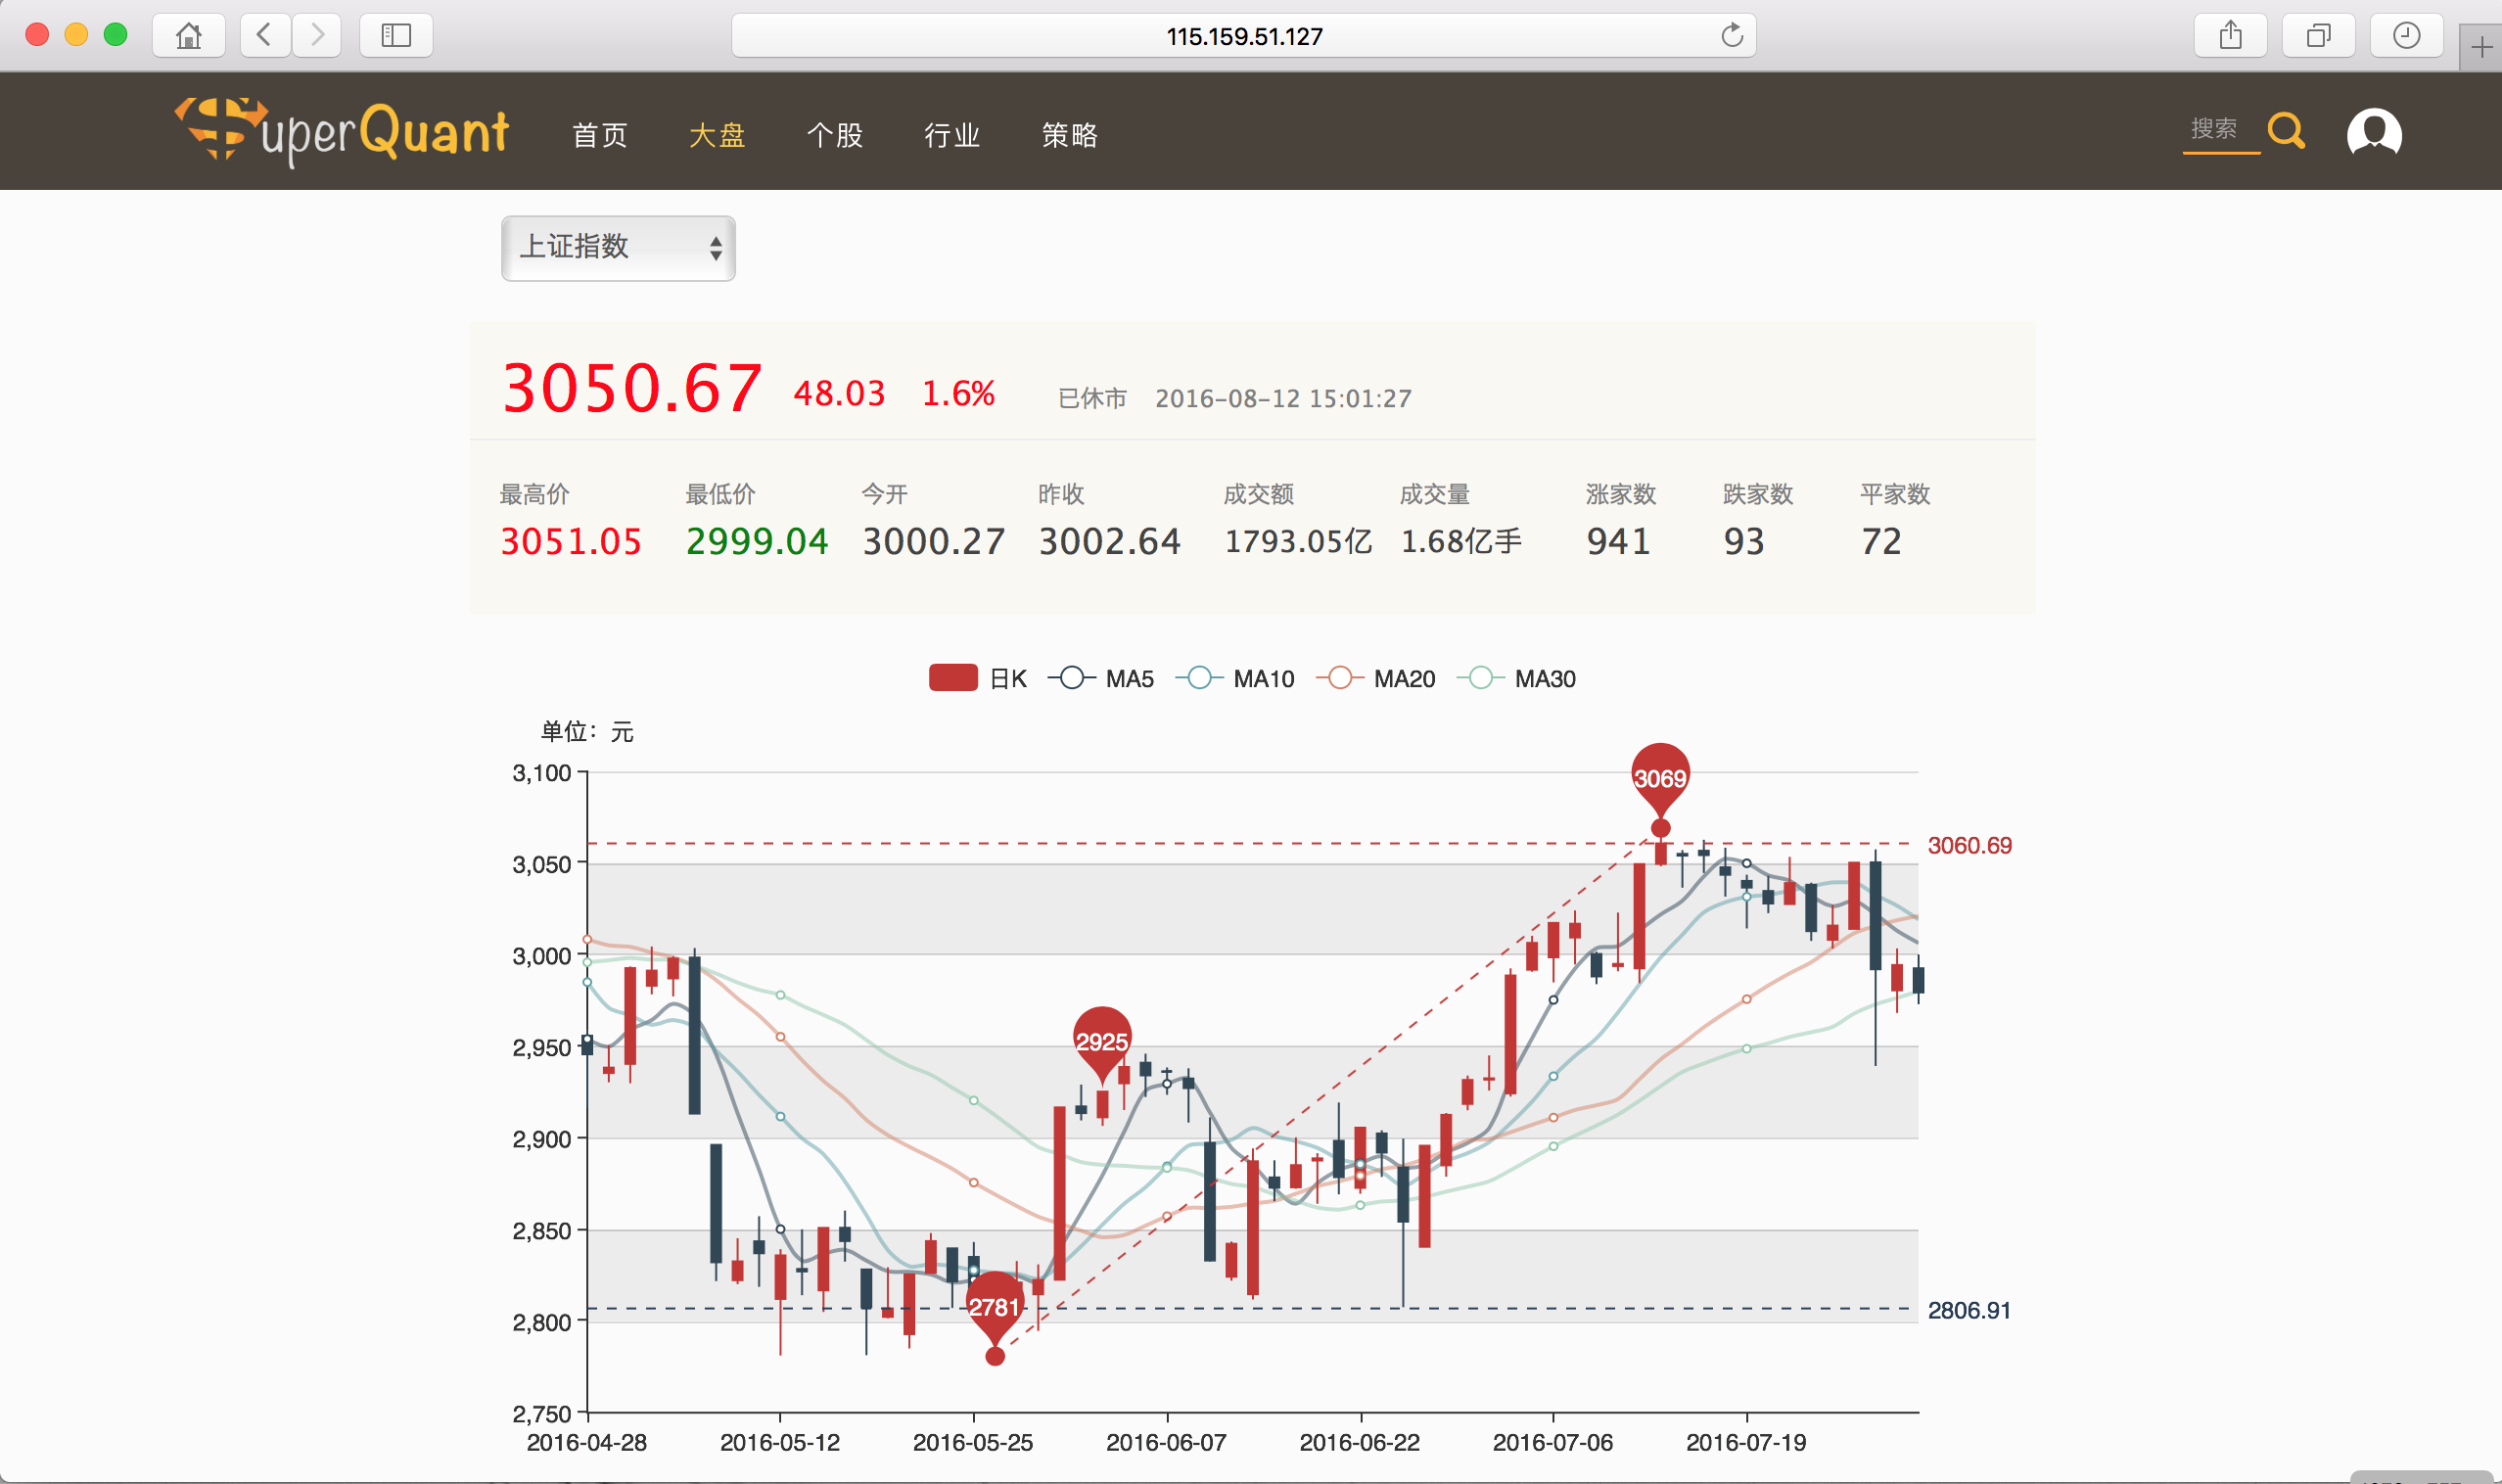 115.159.51.127
SuperQuant 首页 大盘 个股 行业 策略 搜索
上证指数
3050.67 48.03 1.6% 已休市 2016-08-12 15:01:27
最高价 最低价 今开 昨收 成交额 成交量 涨家数 跌家数 平家数
3051.05 2999.04 3000.27 3002.64 1793.05亿 1.68亿手 941 93 72
日K MA5 MA10 MA20 MA30
单位：元
3,100
3069
3060.69
3,050
3,000
2,950
2925
2,900
2,850
2781
2806.91
2,800
2,750
2016-04-28 2016-05-12 2016-05-25 2016-06-07 2016-06-22 2016-07-06 2016-07-19